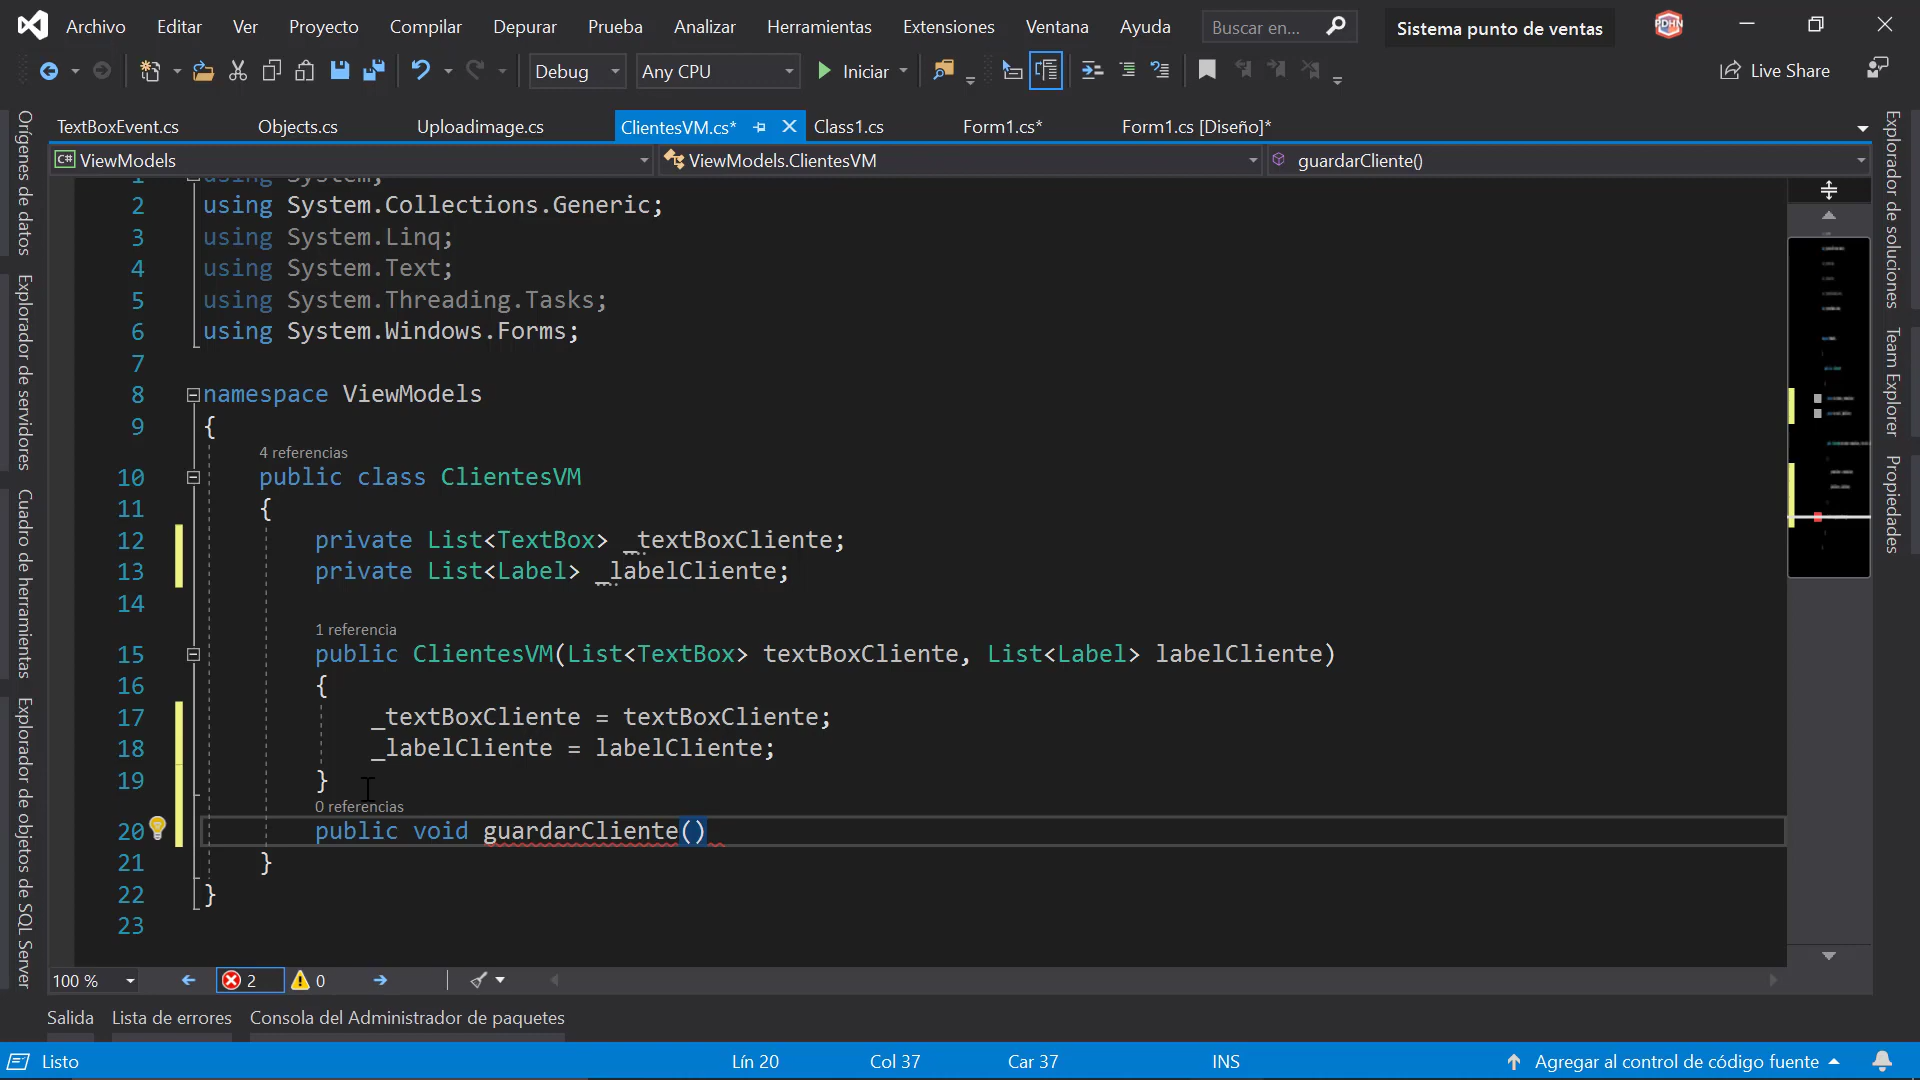 Archivo Editar Ver Proyecto Compilar Depurar Prueba Analizar Herramientas Extensiones Ventana Ayuda Buscar en... Sistema punto de ventas PDHN
Debug Any CPU Iniciar Live Share
TextBoxEvent.cs Objects.cs Uploadimage.cs ClientesVM.cs* Class1.cs Form1.cs* Form1.cs [Diseño]*
C# ViewModels ViewModels.ClientesVM guardarCliente()
Orígenes de datos
Explorador de servidores
Cuadro de herramientas
Explorador de objetos de SQL Server
1 using System;
2 using System.Collections.Generic;
3 using System.Linq;
4 using System.Text;
5 using System.Threading.Tasks;
6 using System.Windows.Forms;
7
8 namespace ViewModels
9 {
4 referencias
10 public class ClientesVM
11 {
12 private List<TextBox> _textBoxCliente;
13 private List<Label> _labelCliente;
14
1 referencia
15 public ClientesVM(List<TextBox> textBoxCliente, List<Label> labelCliente)
16 {
17 _textBoxCliente = textBoxCliente;
18 _labelCliente = labelCliente;
19 }
0 referencias
20 public void guardarCliente()
21 }
22 }
23
Explorador de soluciones
Team Explorer
Propiedades
100 % 2 0
Salida Lista de errores Consola del Administrador de paquetes
Listo Lín 20 Col 37 Car 37 INS Agregar al control de código fuente